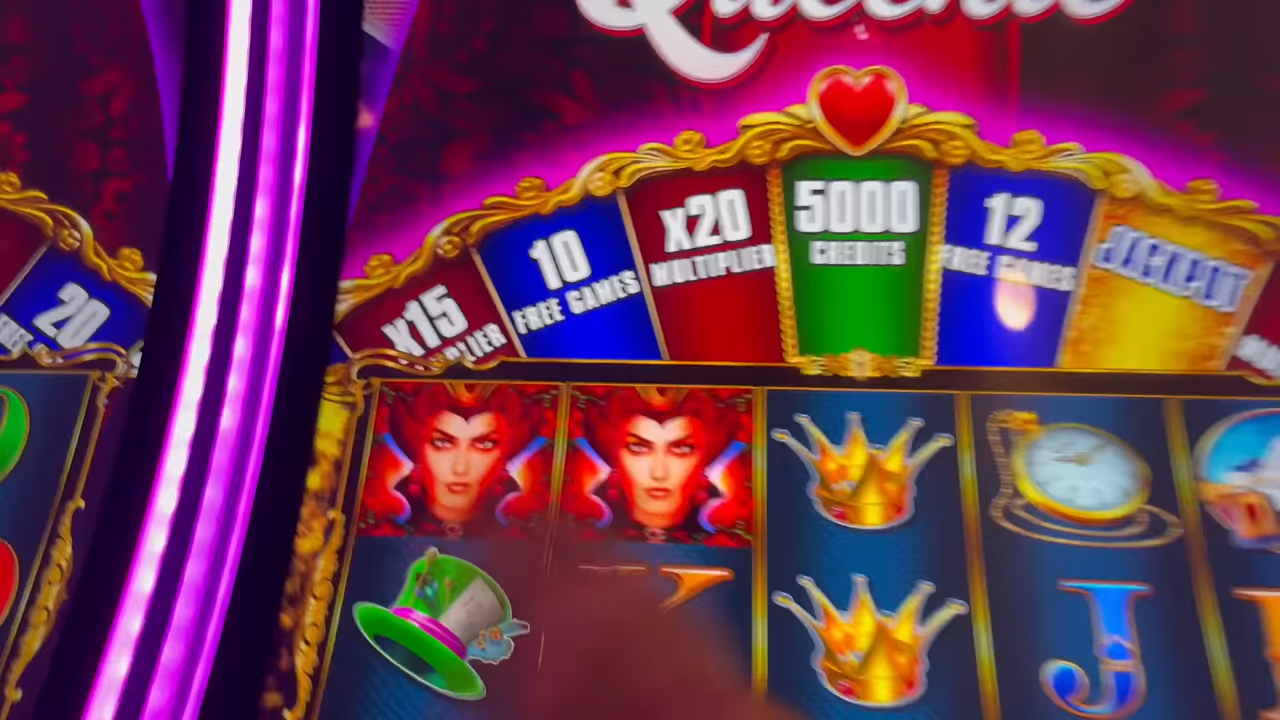 x15
10
FREE GAMES
x20
MULTIPLIER
5000
CREDITS
12
FREE GAMES
JACKPOT
20
J